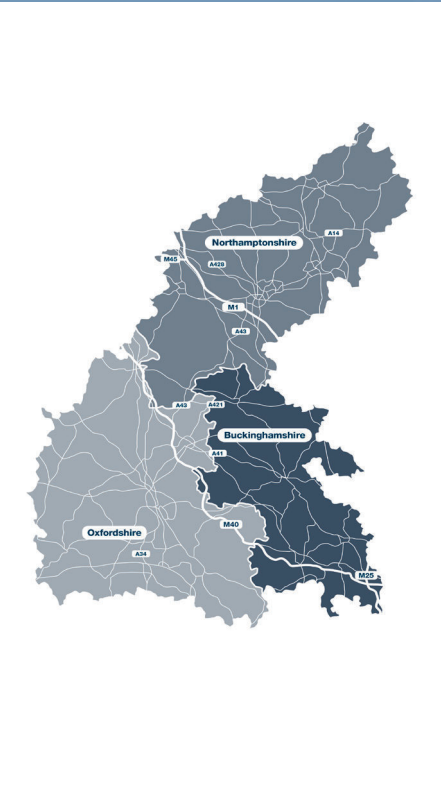 Northamptonshire
A14
M45
A428
M1
A43
A43
A421
Buckinghamshire
A41
M40
Oxfordshire
A34
M25